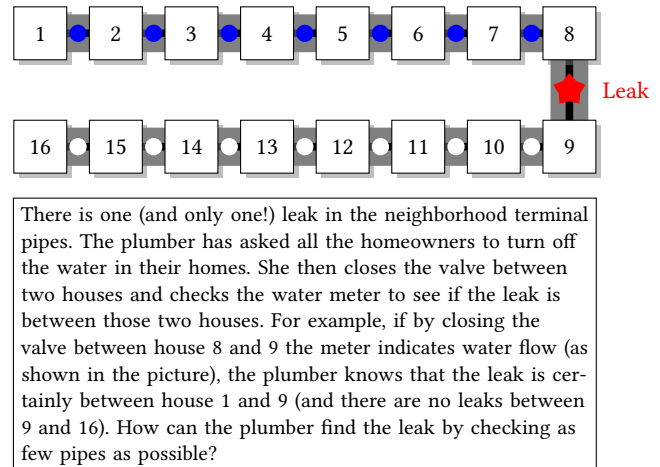 1 2 3 4 5 6 7 8
Leak
16 15 14 13 12 11 10 9
There is one (and only one!) leak in the neighborhood terminal
pipes. The plumber has asked all the homeowners to turn off
the water in their homes. She then closes the valve between
two houses and checks the water meter to see if the leak is
between those two houses. For example, if by closing the
valve between house 8 and 9 the meter indicates water flow (as
shown in the picture), the plumber knows that the leak is cer-
tainly between house 1 and 9 (and there are no leaks between
9 and 16). How can the plumber find the leak by checking as
few pipes as possible?